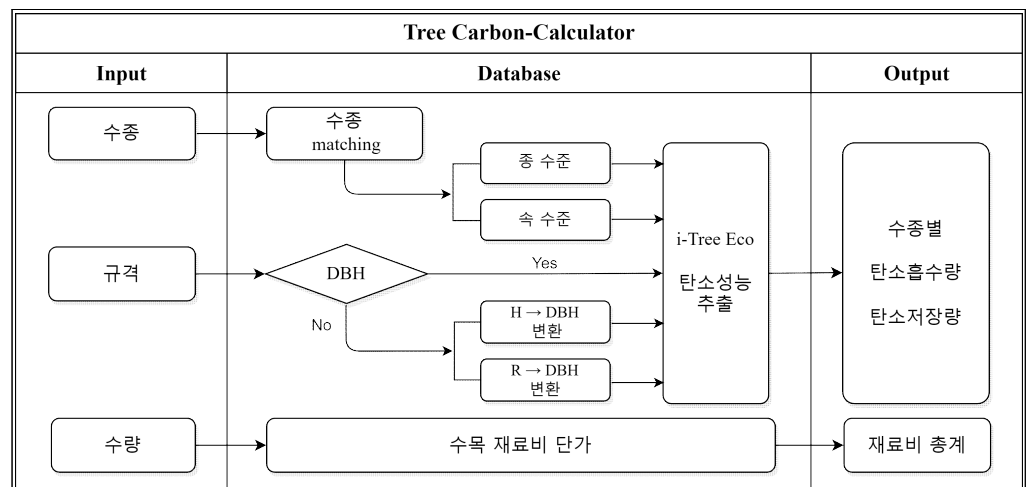 Tree Carbon-Calculator
Input
Database
Output
수종
수종
matching
종 수준
속 수준
규격
DBH
Yes
No
H → DBH
변환
R → DBH
변환
i-Tree Eco
탄소성능
추출
수종별
탄소흡수량
탄소저장량
수량
수목 재료비 단가
재료비 총계